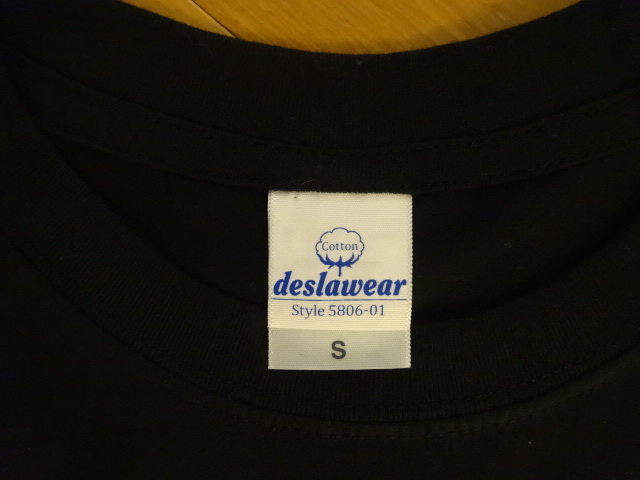 Cotton
deslawear
Style 5806-01
S